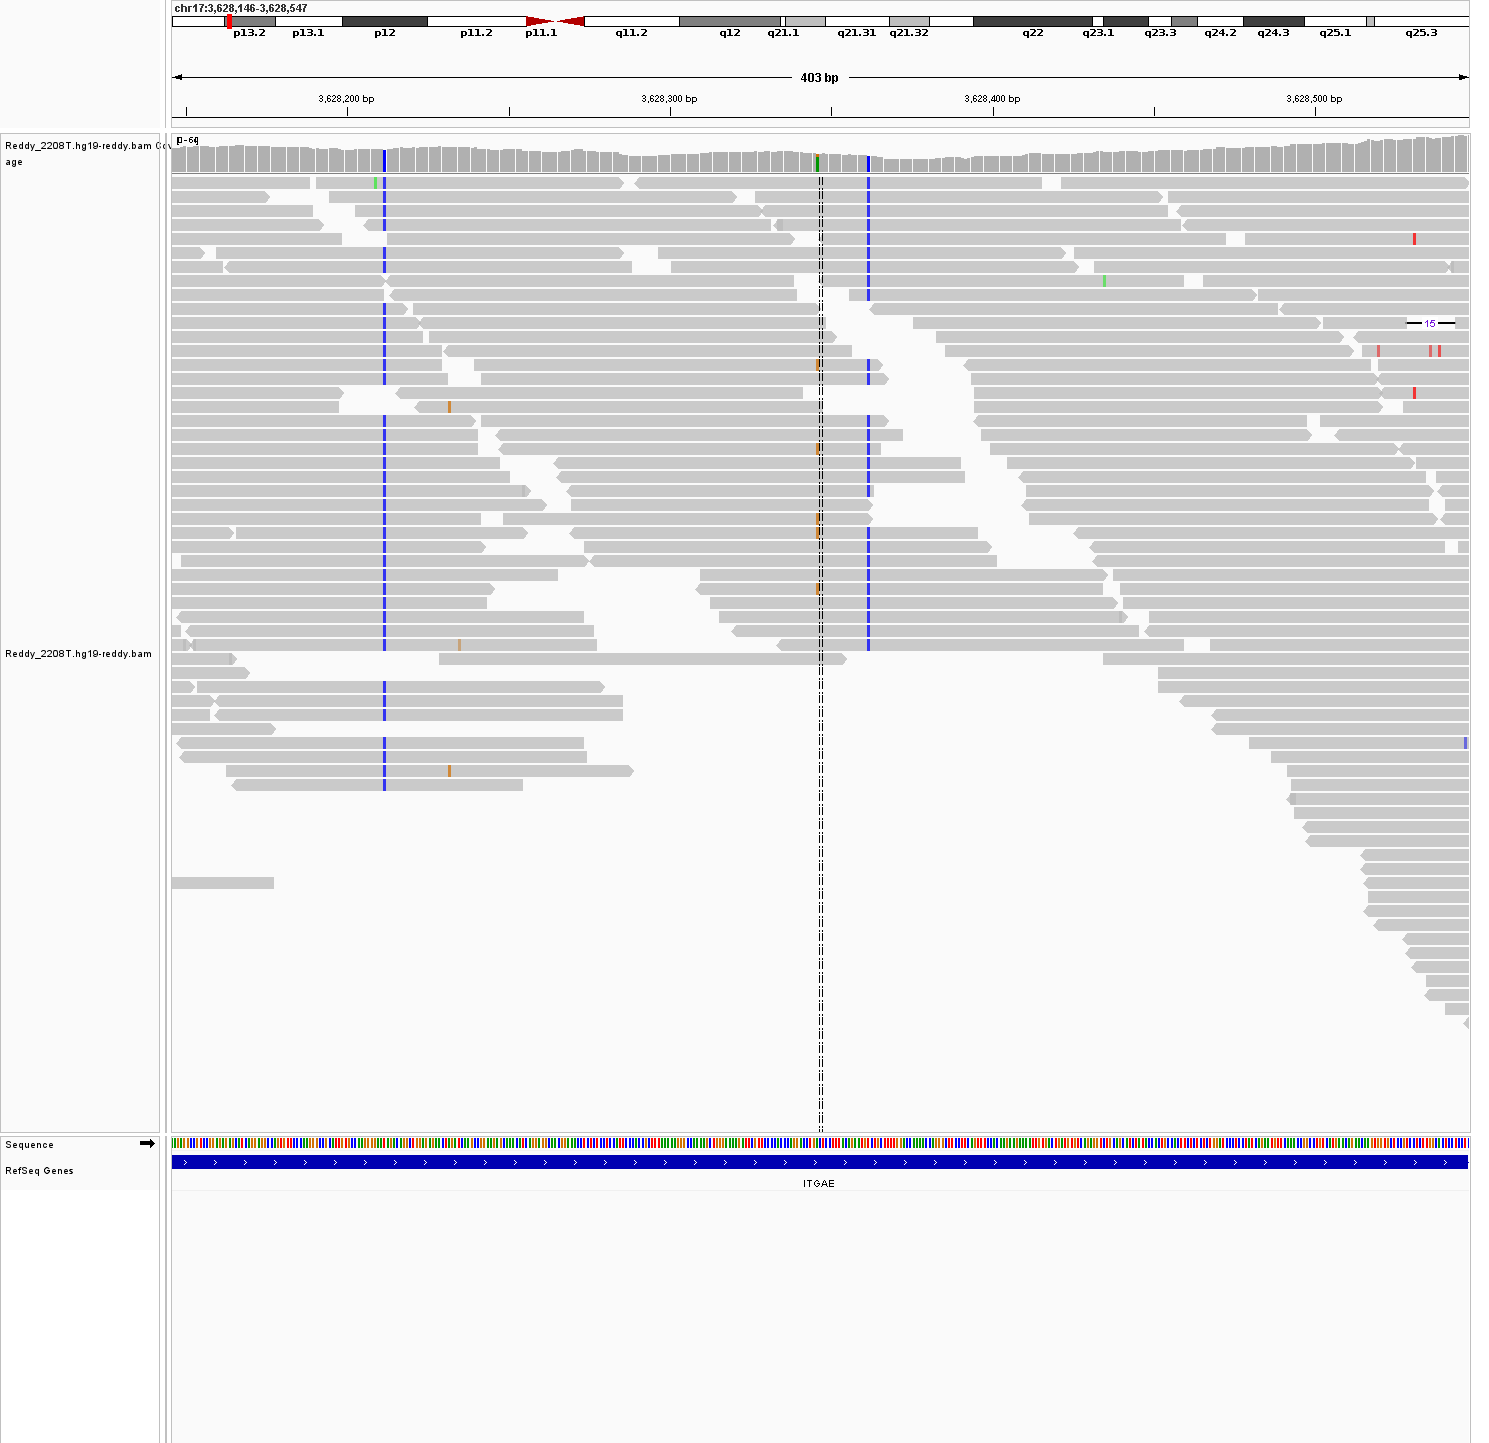 chr17:3,628,146-3,628,547
p13.2 p13.1 p12 p11.2 p11.1 q11.2 q12 q21.1 q21.31 q21.32 q22 q23.1 q23.3 q24.2 q24.3 q25.1 q25.3
403 bp
3,628,200 bp 3,628,300 bp 3,628,400 bp 3,628,500 bp
Reddy_2208T.hg19-reddy.bam Cov
age
15
Reddy_2208T.hg19-reddy.bam
Sequence
RefSeq Genes
ITGAE